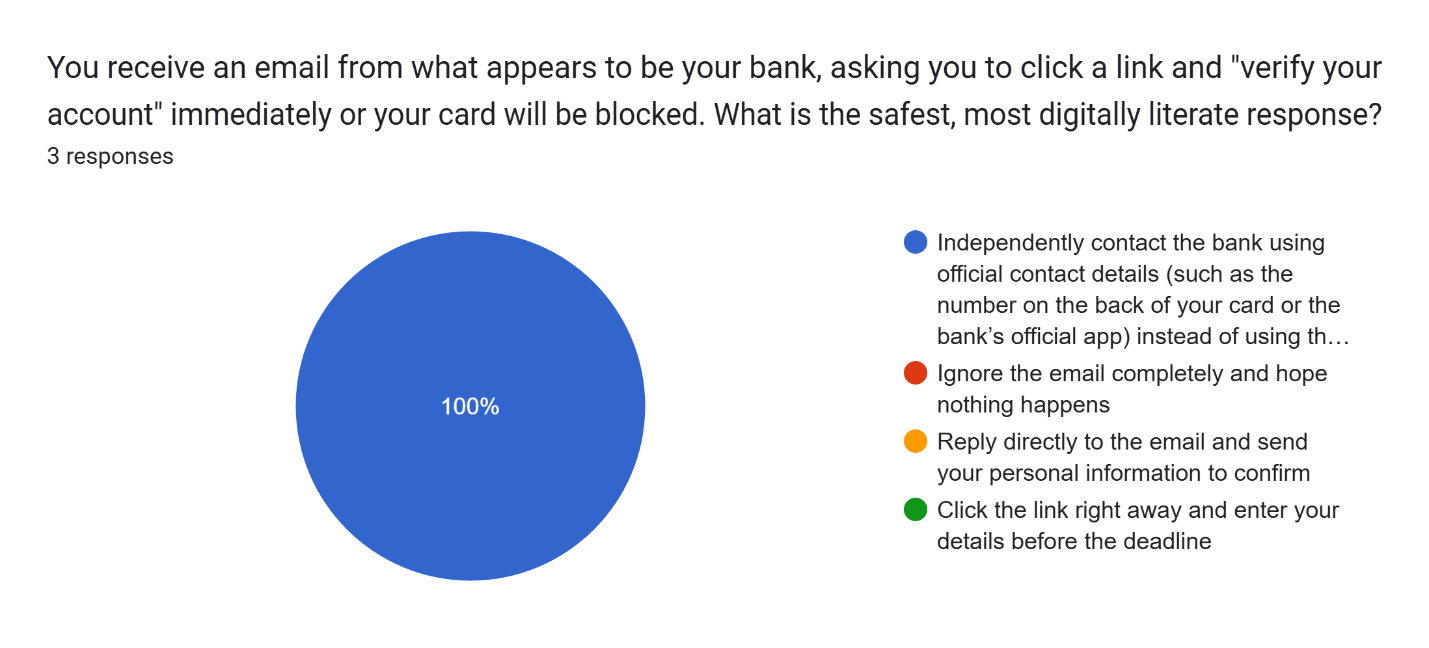 You receive an email from what appears to be your bank, asking you to click a link and "verify your
account" immediately or your card will be blocked. What is the safest, most digitally literate response?
3 responses
100%
Independently contact the bank using
official contact details (such as the
number on the back of your card or the
bank’s official app) instead of using th…
Ignore the email completely and hope
nothing happens
Reply directly to the email and send
your personal information to confirm
Click the link right away and enter your
details before the deadline